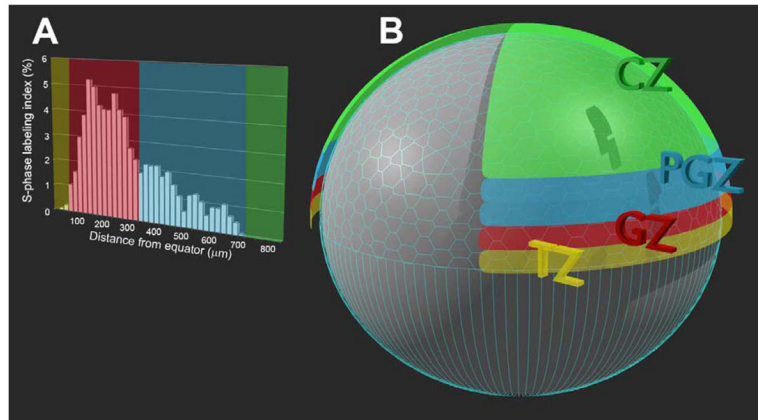 A
B
6
5
4
3
2
1
0
S-phase labeling index (%)
100 200 300 400 500 600 700 800
Distance from equator (μm)
CZ
PGZ
GZ
TZ